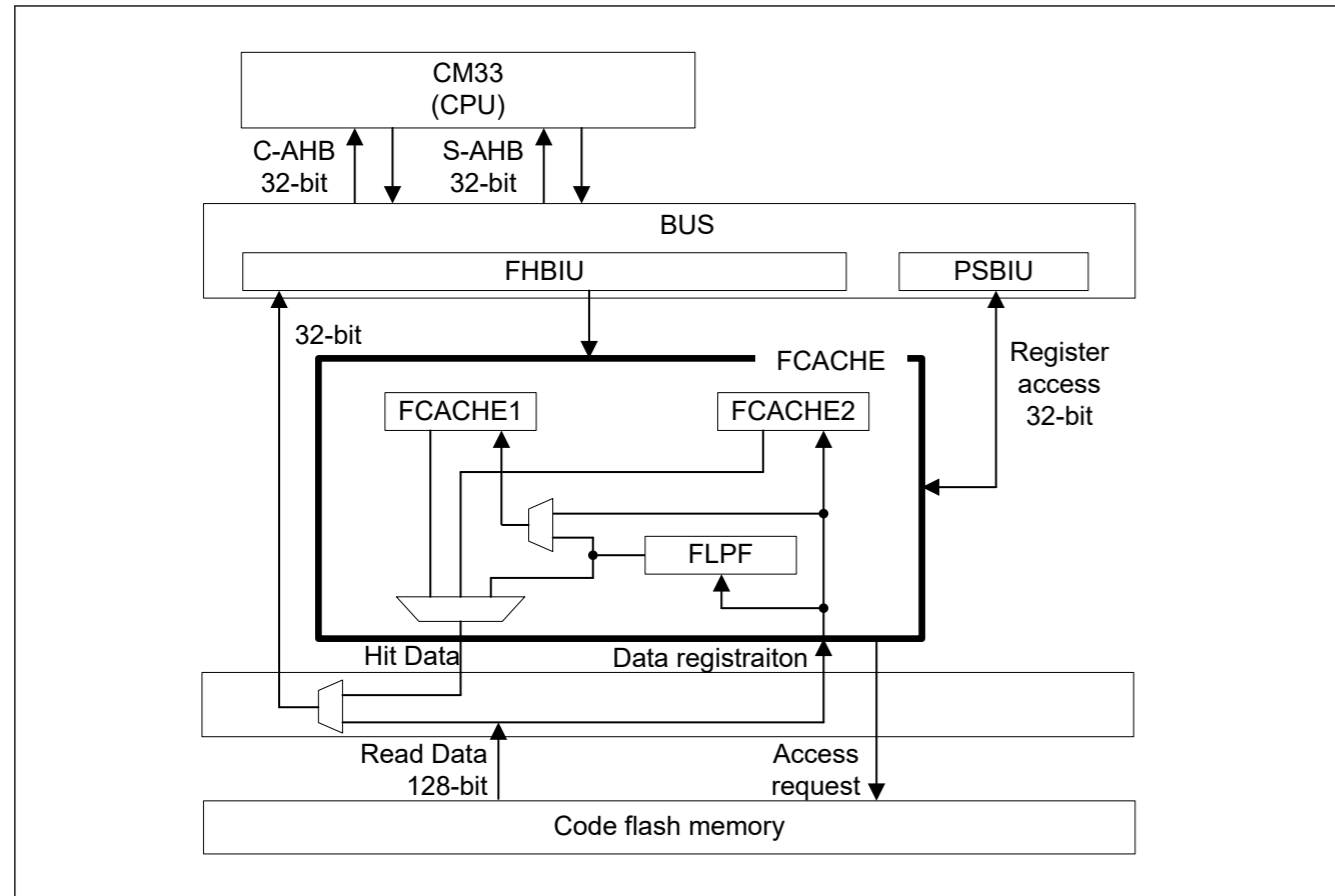 CM33
(CPU)
C-AHB
32-bit
S-AHB
32-bit
BUS
FHBIU
PSBIU
32-bit
FCACHE
Register
access
32-bit
FCACHE1
FCACHE2
FLPF
Hit Data
Data registraiton
Read Data
128-bit
Access
request
Code flash memory